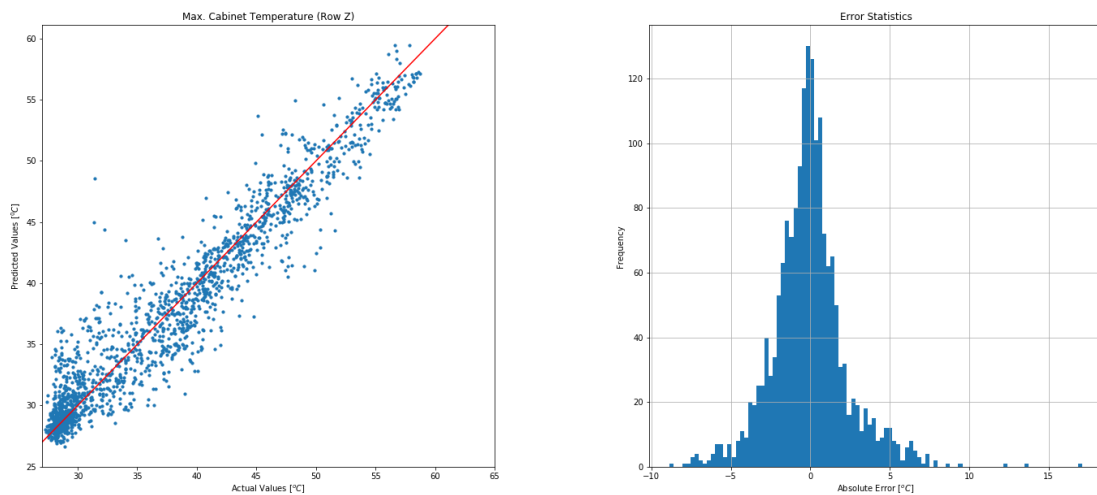 Max. Cabinet Temperature (Row Z)
60
55
50
45
40
35
30
25
Predicted Values [°C]
30 35 40 45 50 55 60 65
Actual Values [°C]
Error Statistics
120
100
80
60
40
20
0
Frequency
−10 −5 0 5 10 15
Absolute Error [°C]